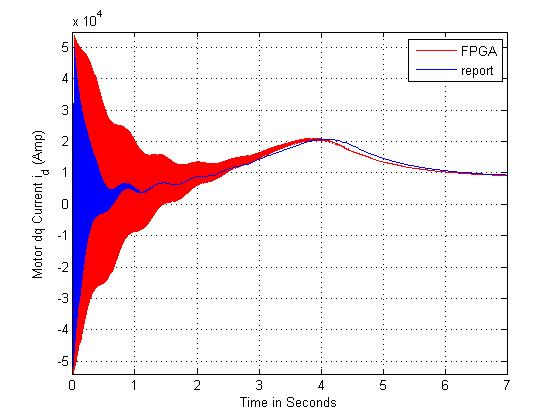 x 10^4
5
4
3
2
1
0
-1
-2
-3
-4
-5
Motor dq Current i_d (Amp)
FPGA
report
0 1 2 3 4 5 6 7
Time in Seconds